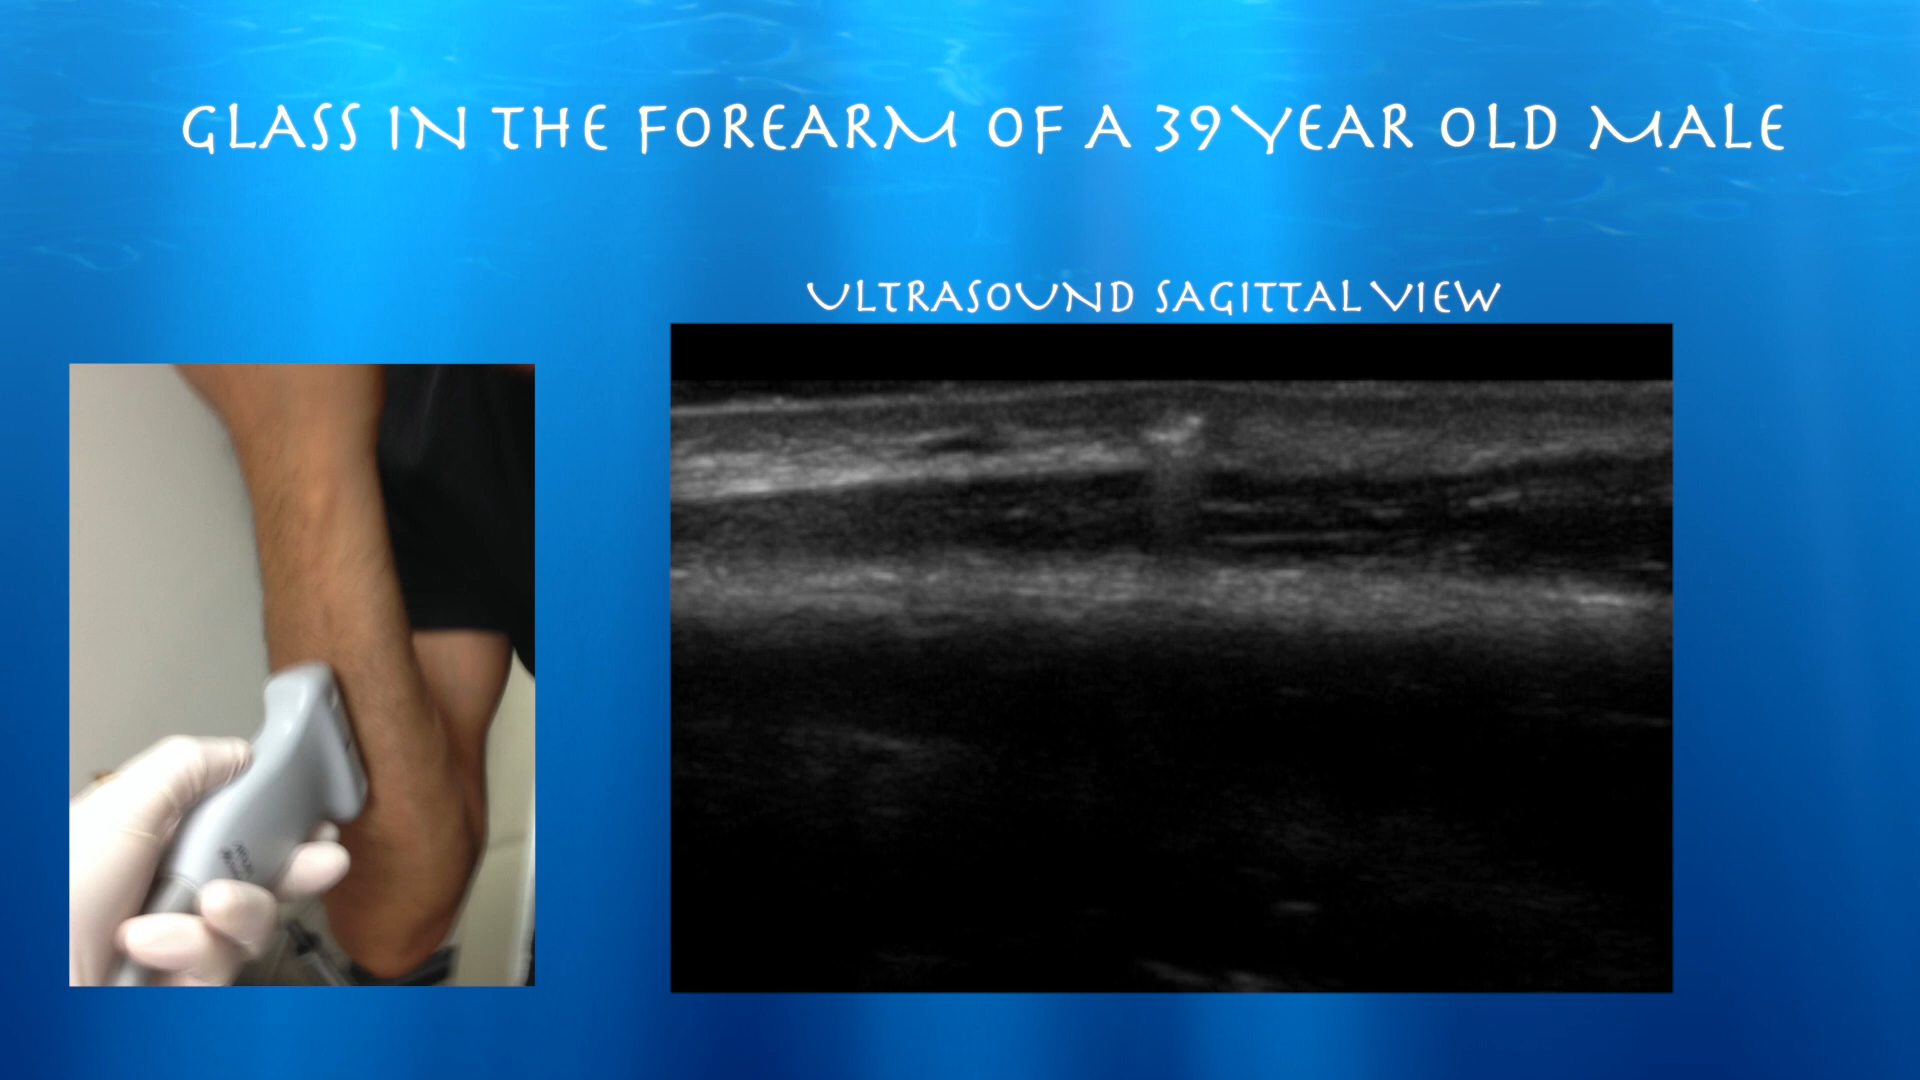 GLASS IN THE FOREARM OF A 39 YEAR OLD MALE
ULTRASOUND SAGITTAL VIEW